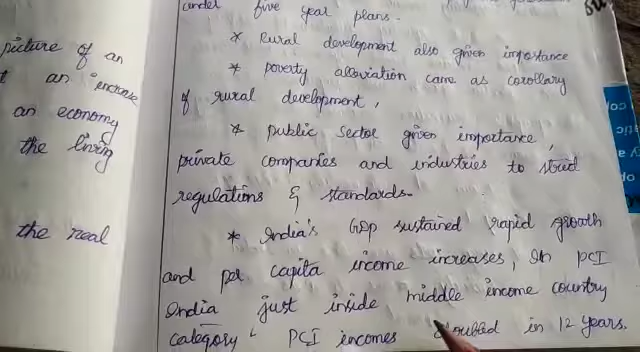 under five year plans.
* Rural development also given importance
* poverty alleviation came as corollary
of rural development,
* public sector given importance,
private companies and industries to
regulations & standards.
* India's GDP sustained rapid growth
and per capita income increases, In PCI
India just inside middle income country
category PCI incomes doubled in 12 years.
picture of an
an increase
an economy
the living
the real